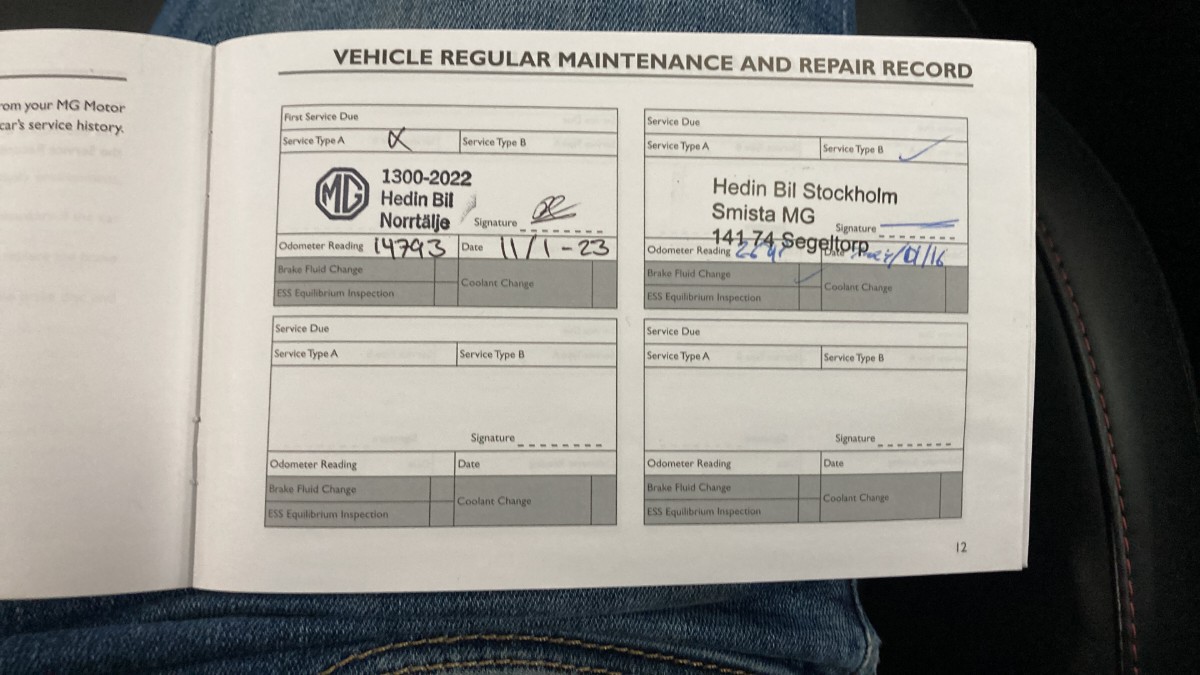 rom your MG Motor
car's service history.
VEHICLE REGULAR MAINTENANCE AND REPAIR RECORD
First Service Due
Service Type A
Service Type B
MG
1300-2022
Hedin Bil
Norrtälje
Signature
Odometer Reading 14793
Date 11/1-23
Brake Fluid Change
ESS Equilibrium Inspection
Coolant Change
Service Due
Service Type A
Service Type B
Hedin Bil Stockholm
Smista MG
141 74 Segeltorp
Signature
Odometer Reading
Date
Brake Fluid Change
ESS Equilibrium Inspection
Coolant Change
Service Due
Service Type A
Service Type B
Signature
Odometer Reading
Date
Brake Fluid Change
ESS Equilibrium Inspection
Coolant Change
Service Due
Service Type A
Service Type B
Signature
Odometer Reading
Date
Brake Fluid Change
ESS Equilibrium Inspection
Coolant Change
12